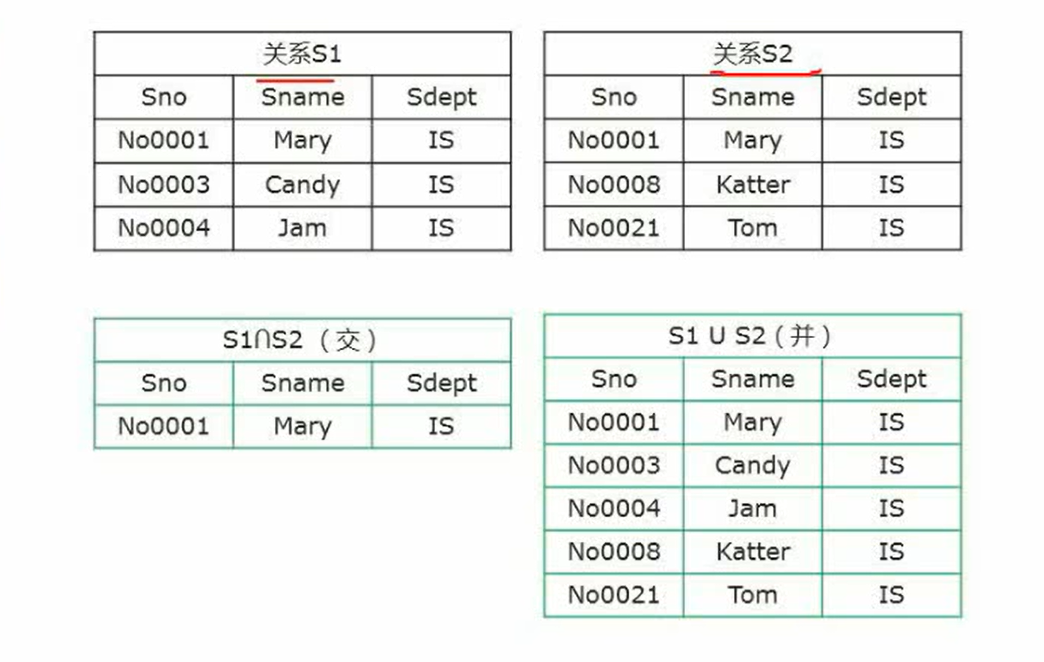 关系S1
Sno Sname Sdept
No0001 Mary IS
No0003 Candy IS
No0004 Jam IS
关系S2
Sno Sname Sdept
No0001 Mary IS
No0008 Katter IS
No0021 Tom IS
S1∩S2（交）
Sno Sname Sdept
No0001 Mary IS
S1 U S2（并）
Sno Sname Sdept
No0001 Mary IS
No0003 Candy IS
No0004 Jam IS
No0008 Katter IS
No0021 Tom IS